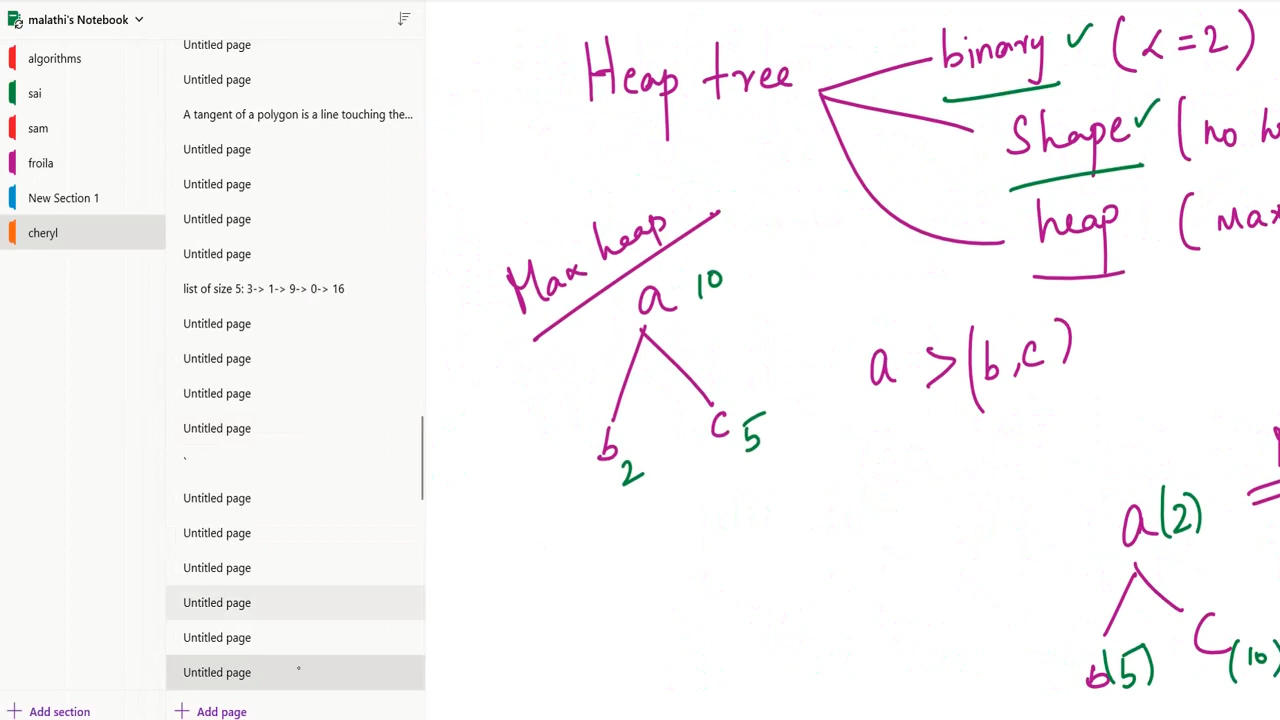 malathi's Notebook
algorithms
sai
sam
froila
New Section 1
cheryl
Add section
Untitled page
Untitled page
A tangent of a polygon is a line touching the...
Untitled page
Untitled page
Untitled page
Untitled page
list of size 5: 3-> 1-> 9-> 0-> 16
Untitled page
Untitled page
Untitled page
Untitled page
`
Untitled page
Untitled page
Untitled page
Untitled page
Untitled page
Untitled page
Add page
Heap tree
binary ✓ (<=2)
Shape ✓ (no
heap (max
Max heap
a 10
b 2
c 5
a > (b,c)
a(2)
b(5)
c(10)